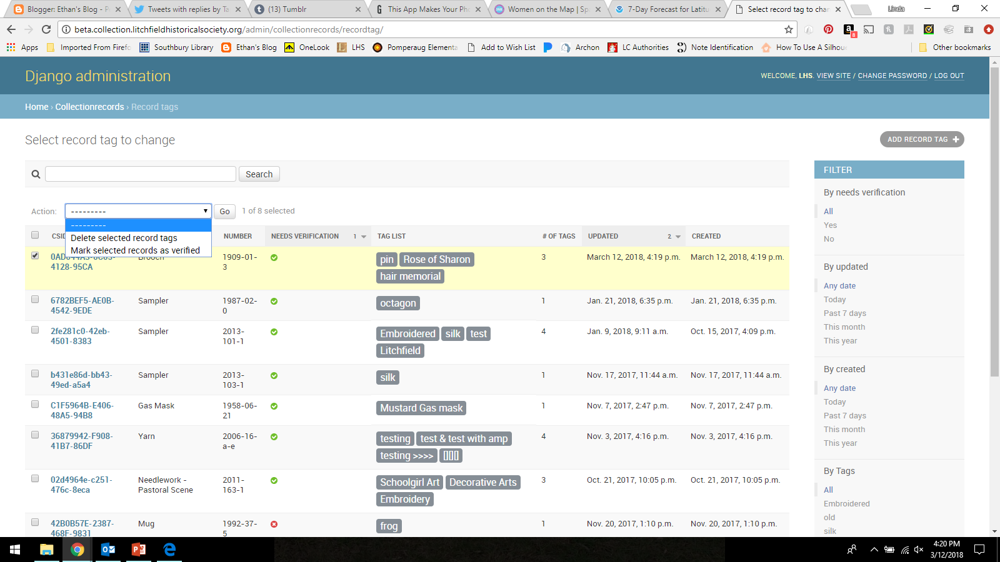 Blogger: Ethan's Blog - P
Tweets with replies by Ta
(13) Tumblr
This App Makes Your Ph
Women on the Map | Sp
7-Day Forecast for Latitu
Select record tag to chan
Linda
beta.collection.litchfieldhistoricalsociety.org/admin/collectionrecords/recordtag/
Apps
Imported From Firefo
Southbury Library
Ethan's Blog
OneLook
LHS
Pomperaug Elementa
Add to Wish List
Archon
LC Authorities
Note Identification
How To Use A Silhou
Other bookmarks
Django administration
WELCOME, LHS. VIEW SITE / CHANGE PASSWORD / LOG OUT
Home › Collectionrecords › Record tags
Select record tag to change
ADD RECORD TAG +
Search
Action:
---------
Go
1 of 8 selected
---------
Delete selected record tags
Mark selected records as verified
CSID
NUMBER
NEEDS VERIFICATION
1
TAG LIST
# OF TAGS
UPDATED
2
CREATED
4128-95CA
Brooch
1909-01-
3
pin
Rose of Sharon
hair memorial
3
March 12, 2018, 4:19 p.m.
March 12, 2018, 4:19 p.m.
6782BEF5-AE0B-
4542-9EDE
Sampler
1987-02-
0
octagon
1
Jan. 21, 2018, 6:35 p.m.
Jan. 21, 2018, 6:35 p.m.
2fe281c0-42eb-
4501-8383
Sampler
2013-
101-1
Embroidered
silk
test
Litchfield
4
Jan. 9, 2018, 9:11 a.m.
Oct. 15, 2017, 4:09 p.m.
b431e86d-bb43-
49ed-a5a4
Sampler
2013-
103-1
silk
1
Nov. 17, 2017, 11:44 a.m.
Nov. 17, 2017, 11:44 a.m.
C1F5964B-E406-
48A5-94B8
Gas Mask
1958-06-
21
Mustard Gas mask
1
Nov. 7, 2017, 2:47 p.m.
Nov. 7, 2017, 2:47 p.m.
36879942-F908-
41B7-86DF
Yarn
2006-16-
a-e
testing
test & test with amp
testing >>>>
[][][]
4
Nov. 3, 2017, 4:16 p.m.
Nov. 3, 2017, 4:16 p.m.
02d4964e-c251-
476c-8eca
Needlework -
Pastoral Scene
2011-
163-1
Schoolgirl Art
Decorative Arts
Embroidery
3
Oct. 21, 2017, 10:05 p.m.
Oct. 21, 2017, 10:05 p.m.
42B0B57E-2387-
468F-9831
Mug
1992-37-
5
frog
1
Nov. 20, 2017, 1:10 p.m.
Nov. 20, 2017, 1:10 p.m.
FILTER
By needs verification
All
Yes
No
By updated
Any date
Today
Past 7 days
This month
This year
By created
Any date
Today
Past 7 days
This month
This year
By Tags
All
Embroidered
old
silk
4:20 PM
3/12/2018